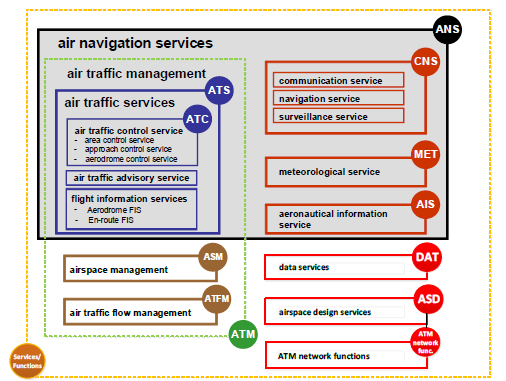 ANS
air navigation services
air traffic management
ATS
air traffic services
ATC
air traffic control service
- area control service
- approach control service
- aerodrome control service
air traffic advisory service
flight information services
- Aerodrome FIS
- En-route FIS
CNS
communication service
navigation service
surveillance service
MET
meteorological service
AIS
aeronautical information
service
ASM
airspace management
ATFM
air traffic flow management
ATM
DAT
data services
ASD
airspace design services
ATM
network
func.
ATM network functions
Services/
Functions